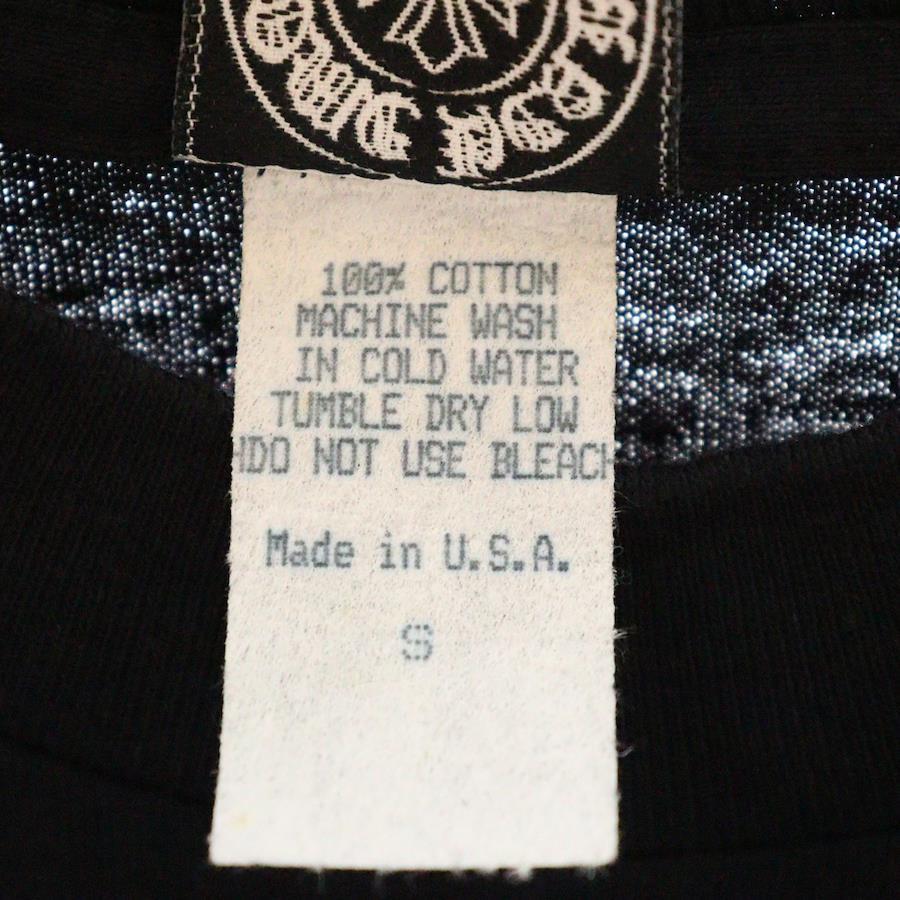 100% COTTON
MACHINE WASH
IN COLD WATER
TUMBLE DRY LOW
DO NOT USE BLEACH
Made in U.S.A.
S